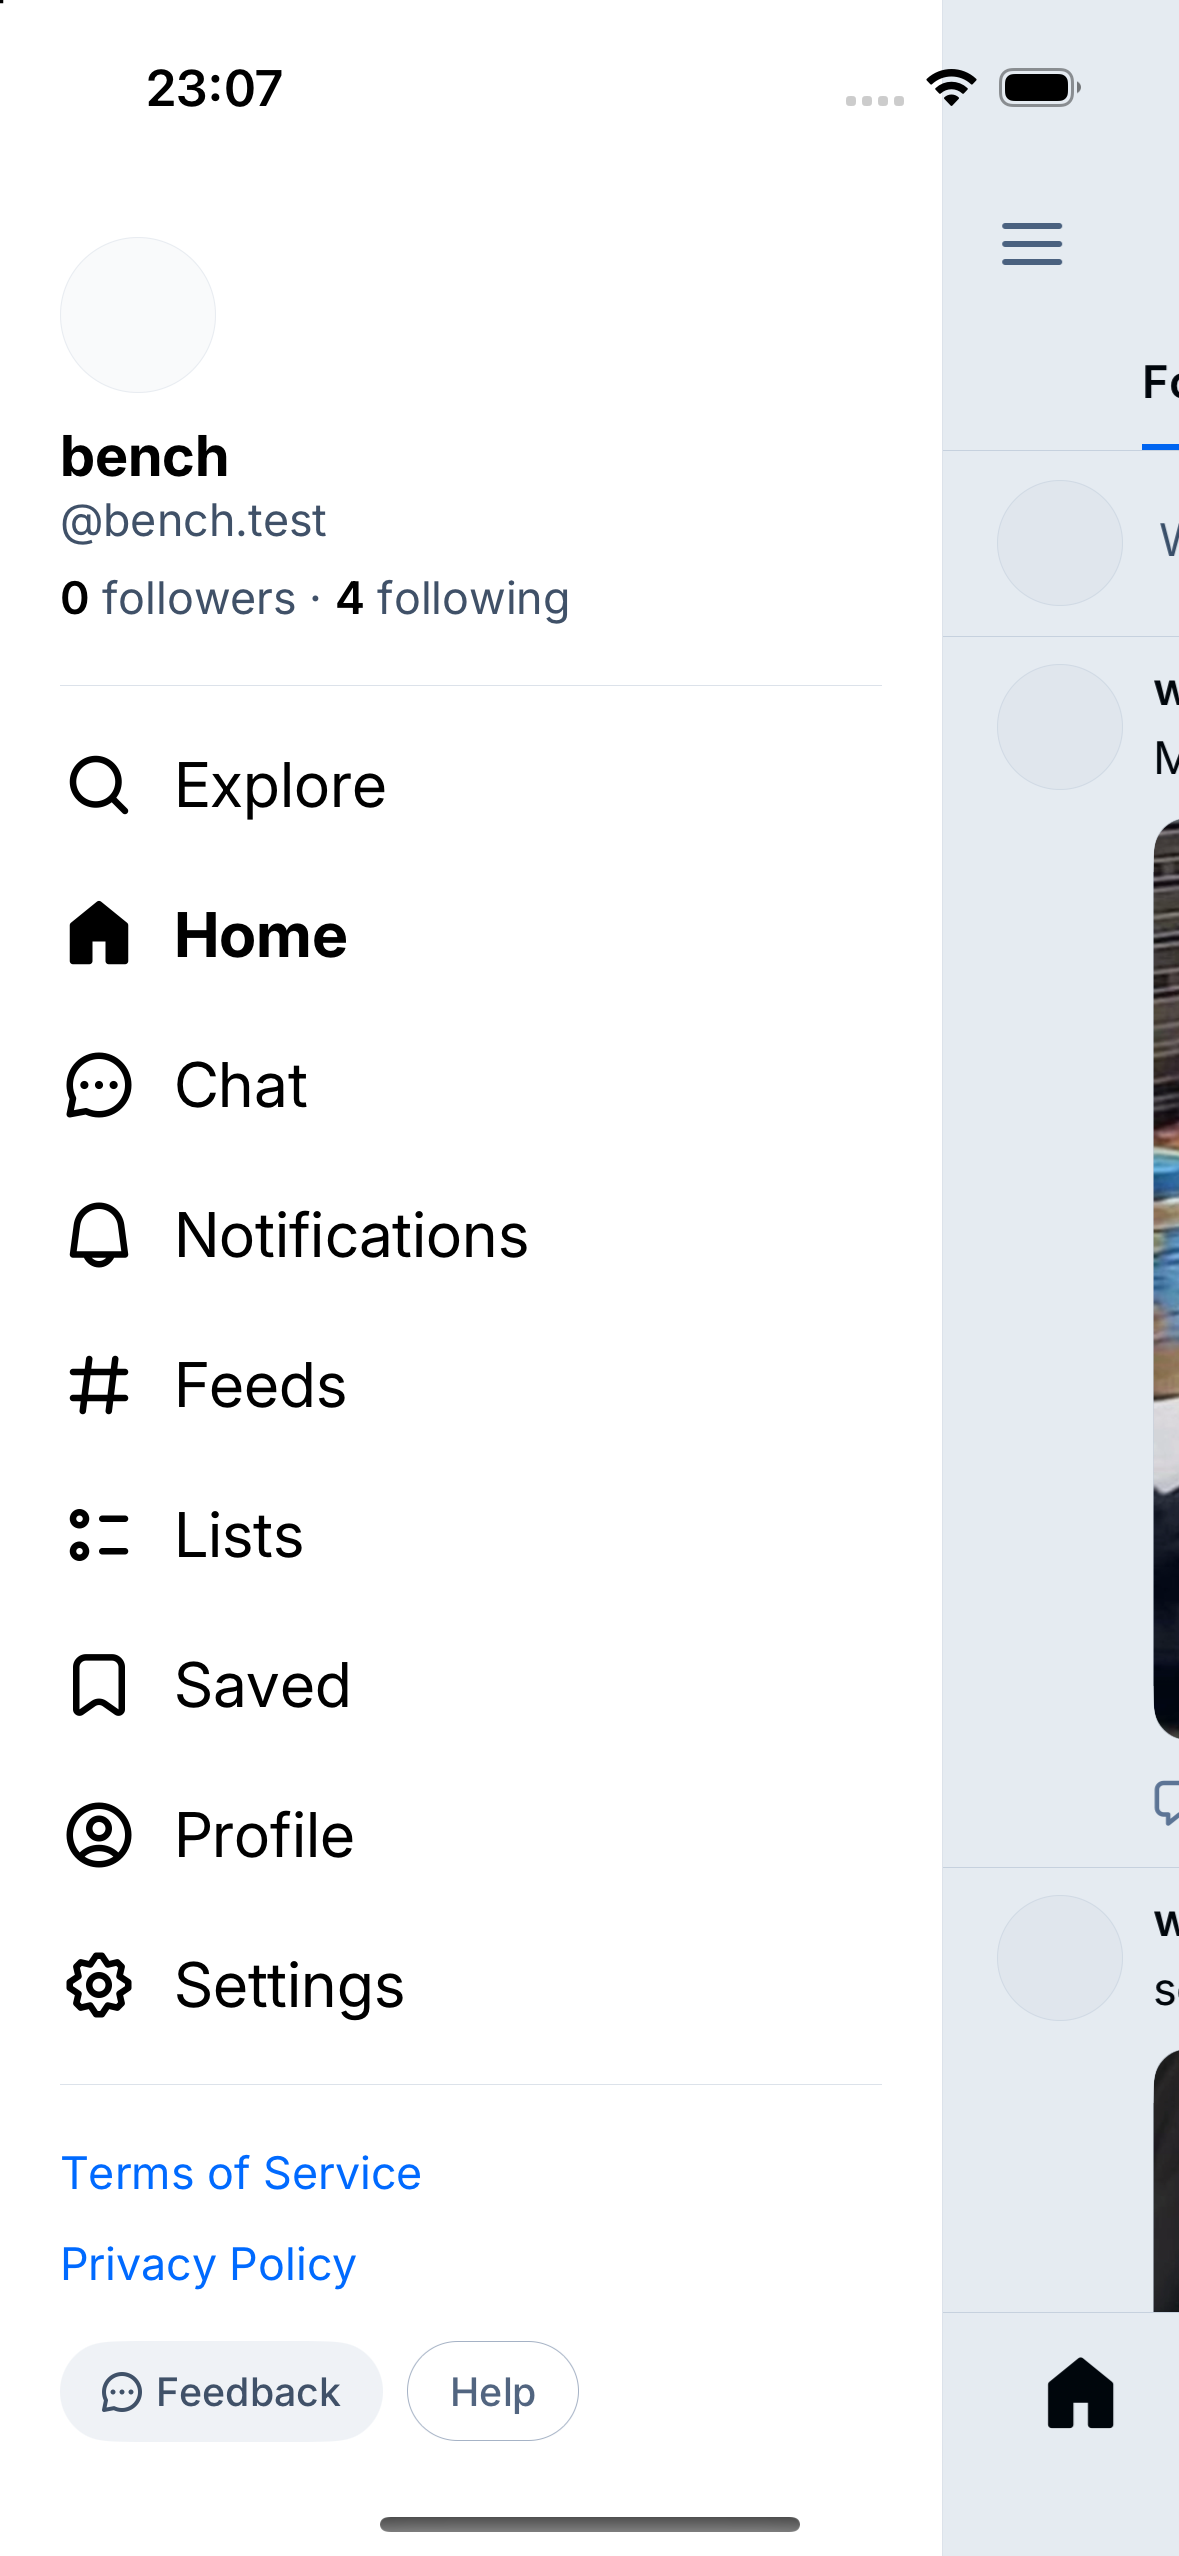 23:07
bench
@bench.test
0 followers · 4 following
Explore
Home
Chat
Notifications
Feeds
Lists
Saved
Profile
Settings
Terms of Service
Privacy Policy
Feedback
Help